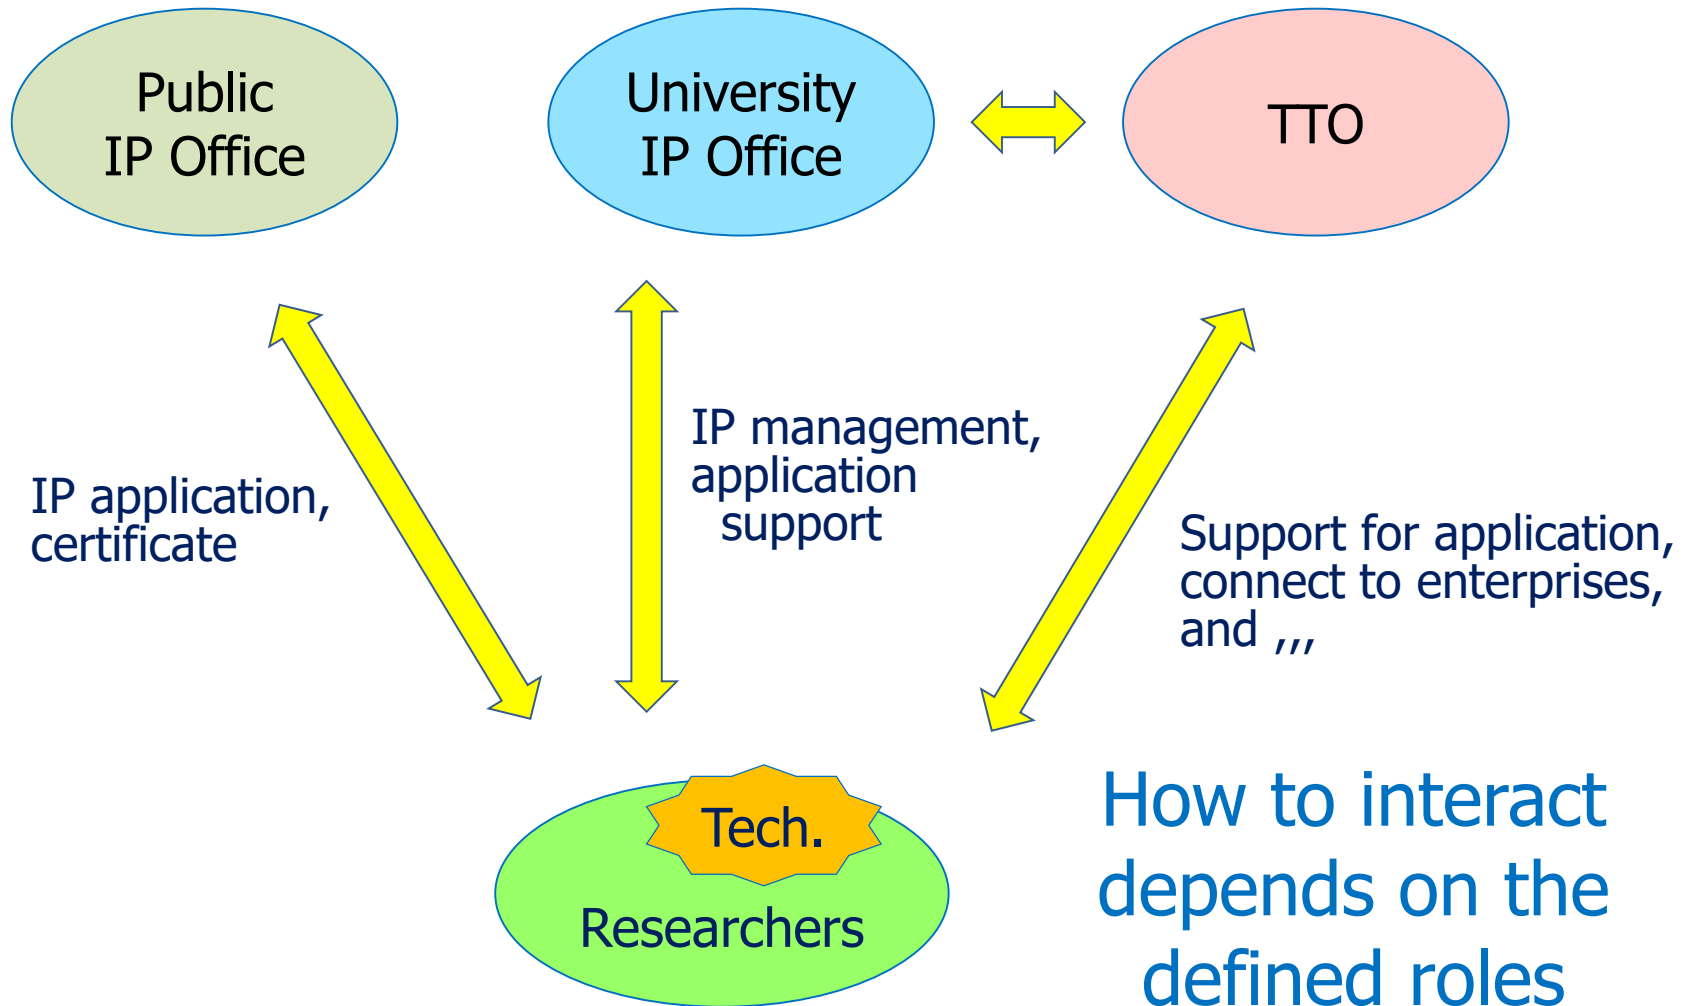 Public
IP Office
University
IP Office
TTO
IP application,
certificate
IP management,
application
support
Support for application,
connect to enterprises,
and ,,,
Tech.
Researchers
How to interact
depends on the
defined roles